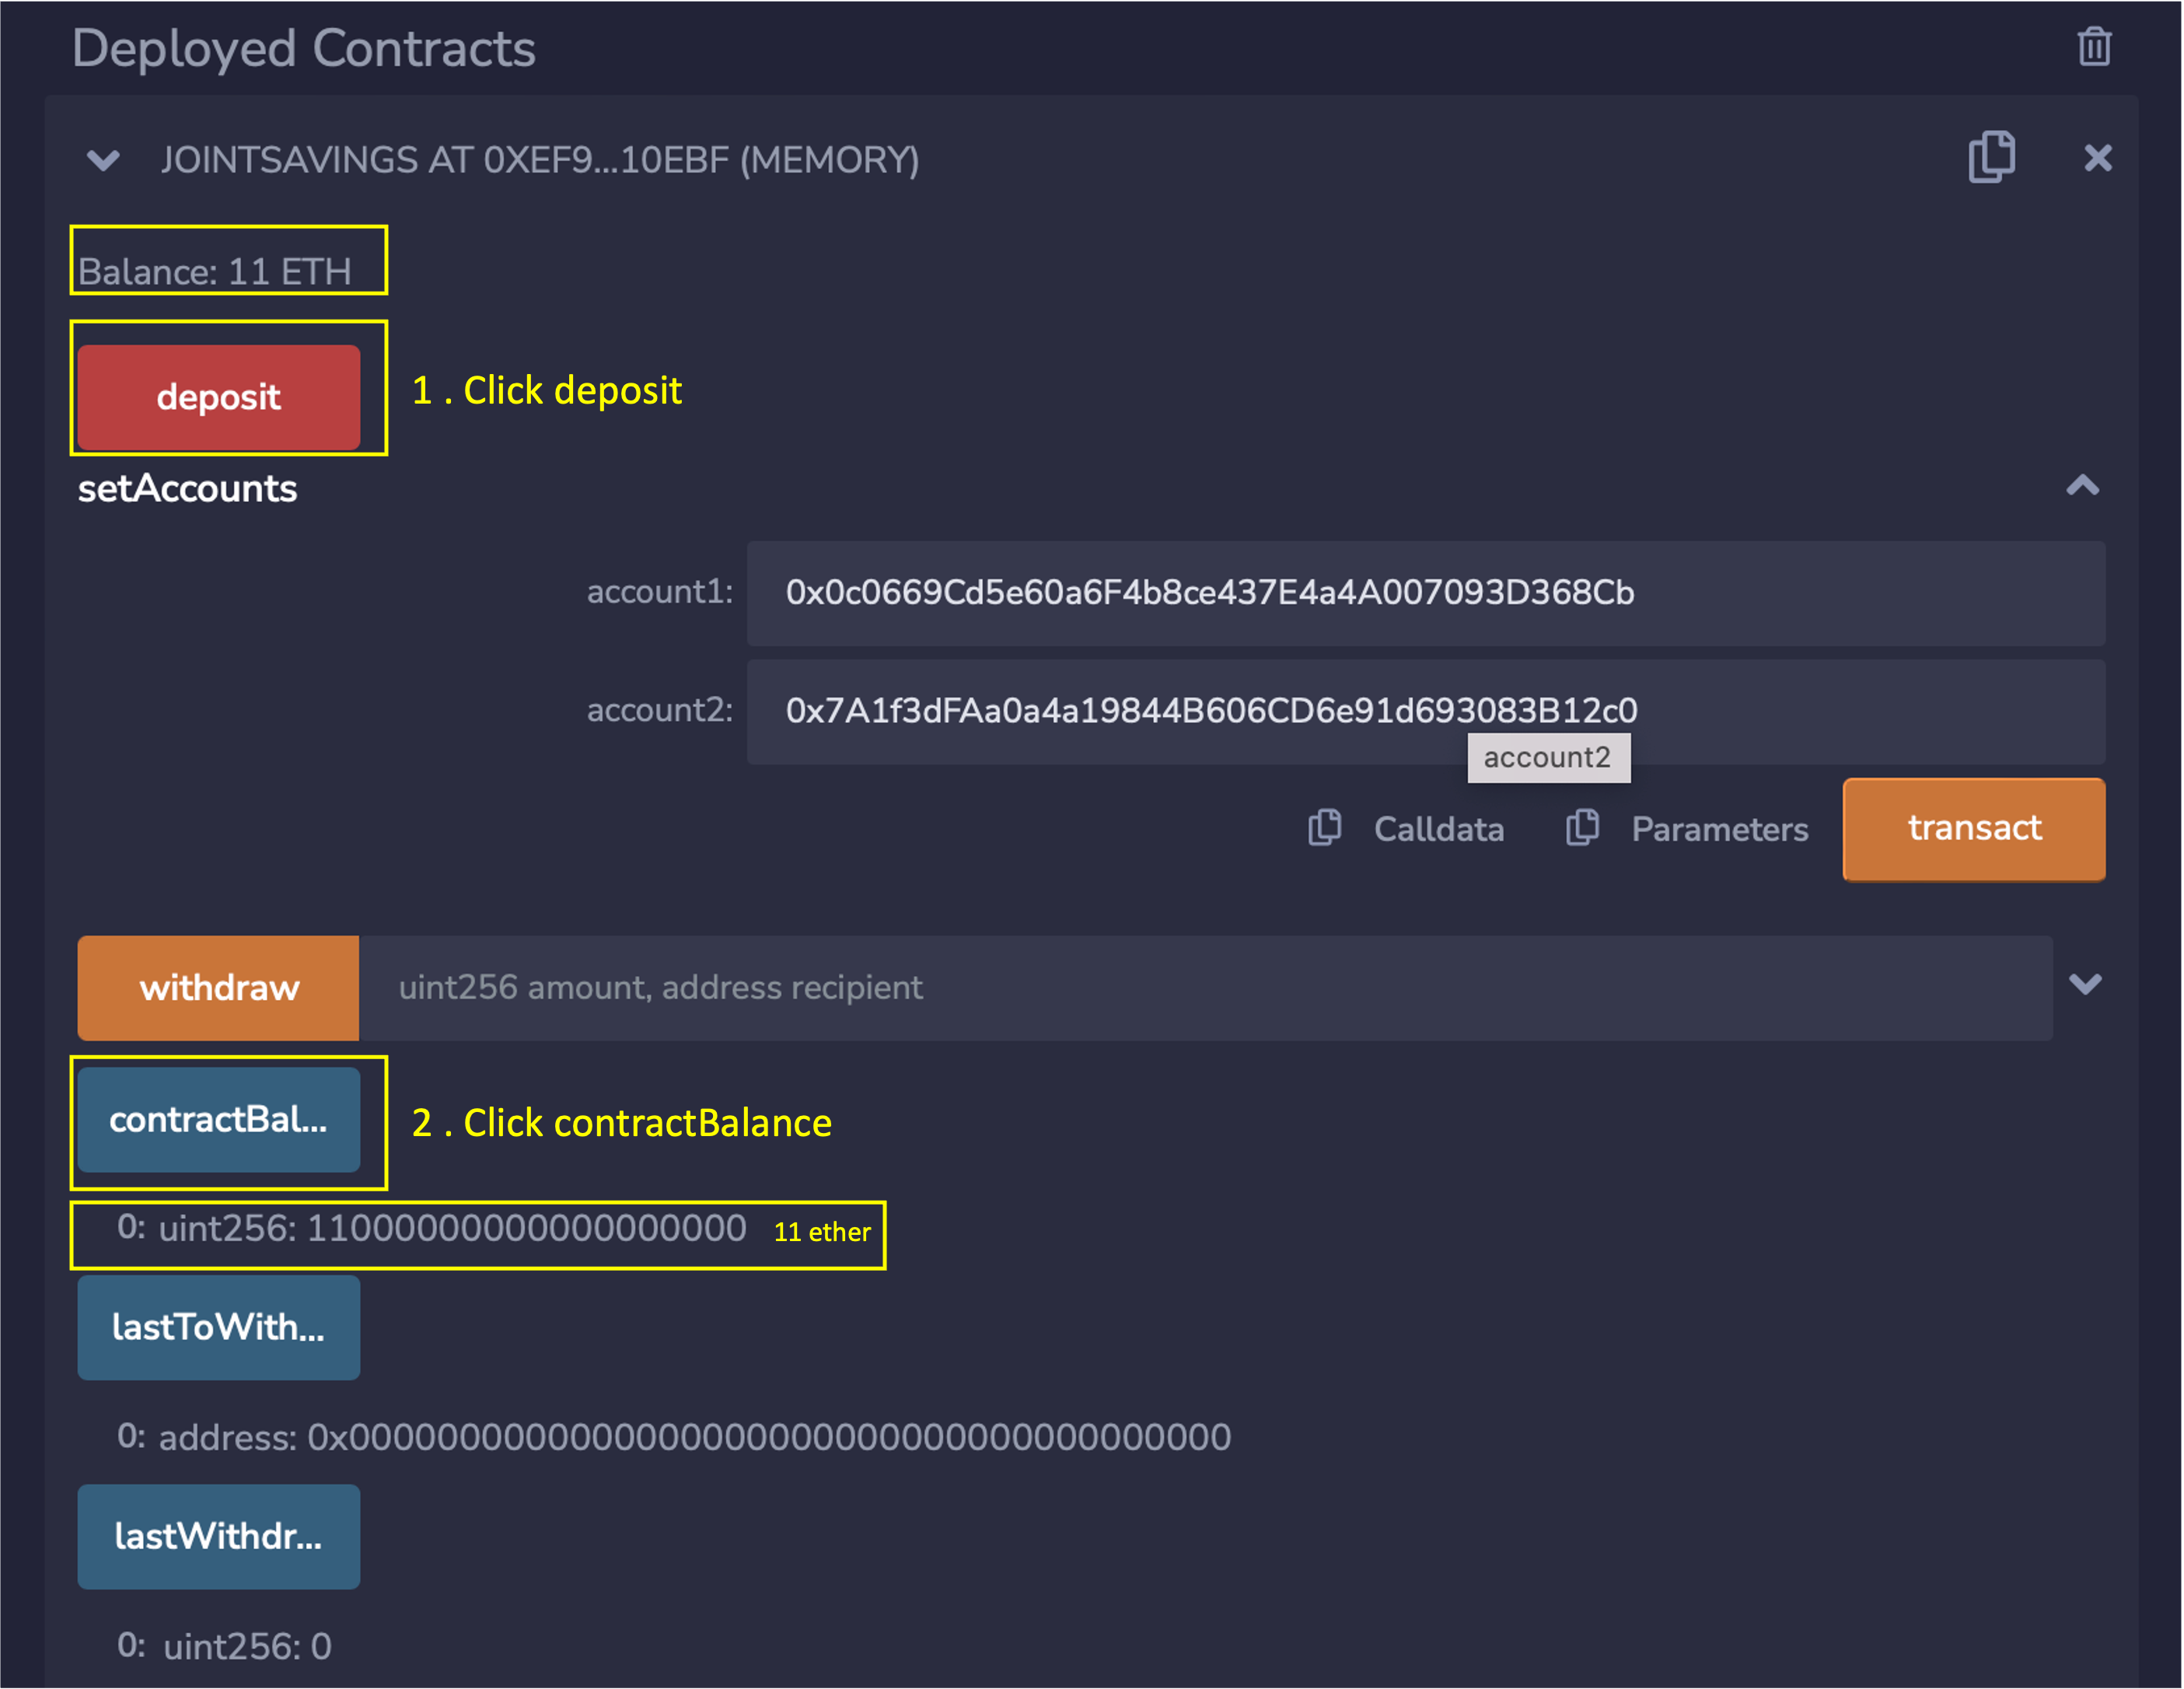 Deployed Contracts
JOINTSAVINGS AT 0XEF9...10EBF (MEMORY)
Balance: 11 ETH
deposit
1 . Click deposit
setAccounts
account1:
0x0c0669Cd5e60a6F4b8ce437E4a4A007093D368Cb
account2:
0x7A1f3dFAa0a4a19844B606CD6e91d693083B12c0
account2
Calldata
Parameters
transact
withdraw
uint256 amount, address recipient
contractBal...
2 . Click contractBalance
0: uint256: 11000000000000000000 11 ether
lastToWith...
0: address: 0x0000000000000000000000000000000000000000
lastWithdr...
0: uint256: 0